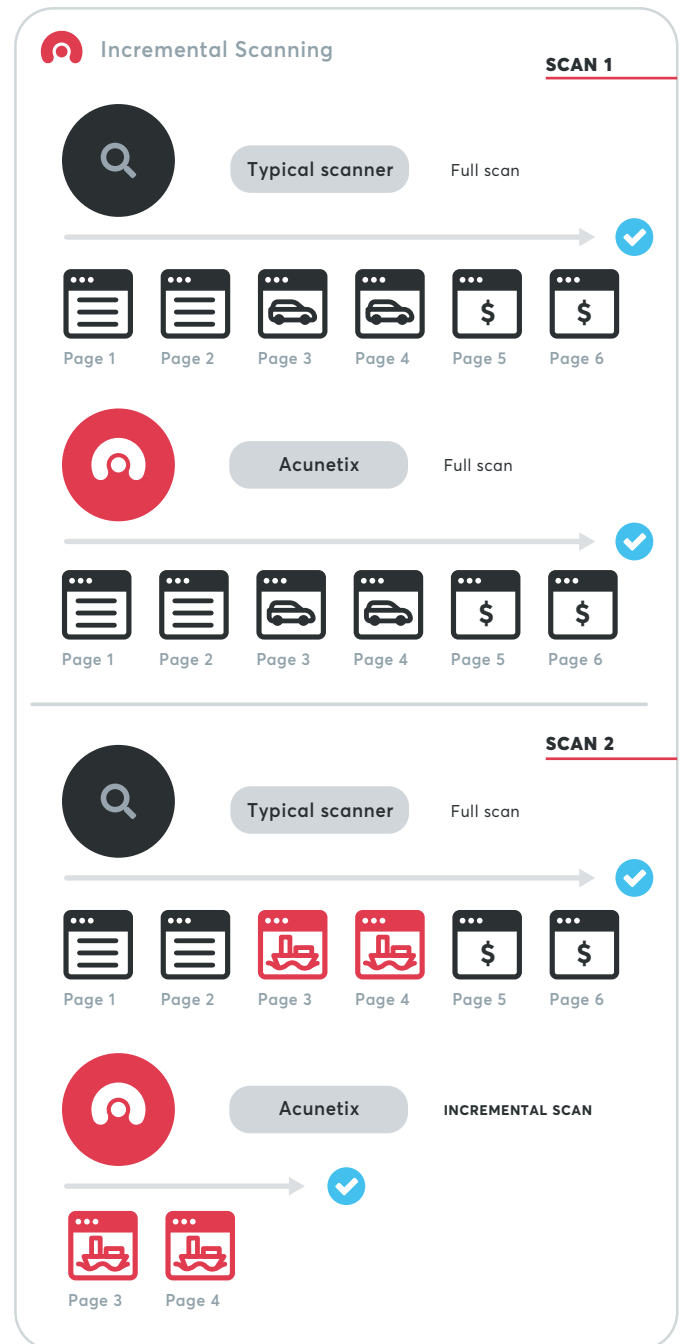 Incremental Scanning
SCAN 1
Typical scanner Full scan
$ $
Page 1 Page 2 Page 3 Page 4 Page 5 Page 6
Acunetix Full scan
$ $
Page 1 Page 2 Page 3 Page 4 Page 5 Page 6
SCAN 2
Typical scanner Full scan
$ $
Page 1 Page 2 Page 3 Page 4 Page 5 Page 6
Acunetix INCREMENTAL SCAN
Page 3 Page 4